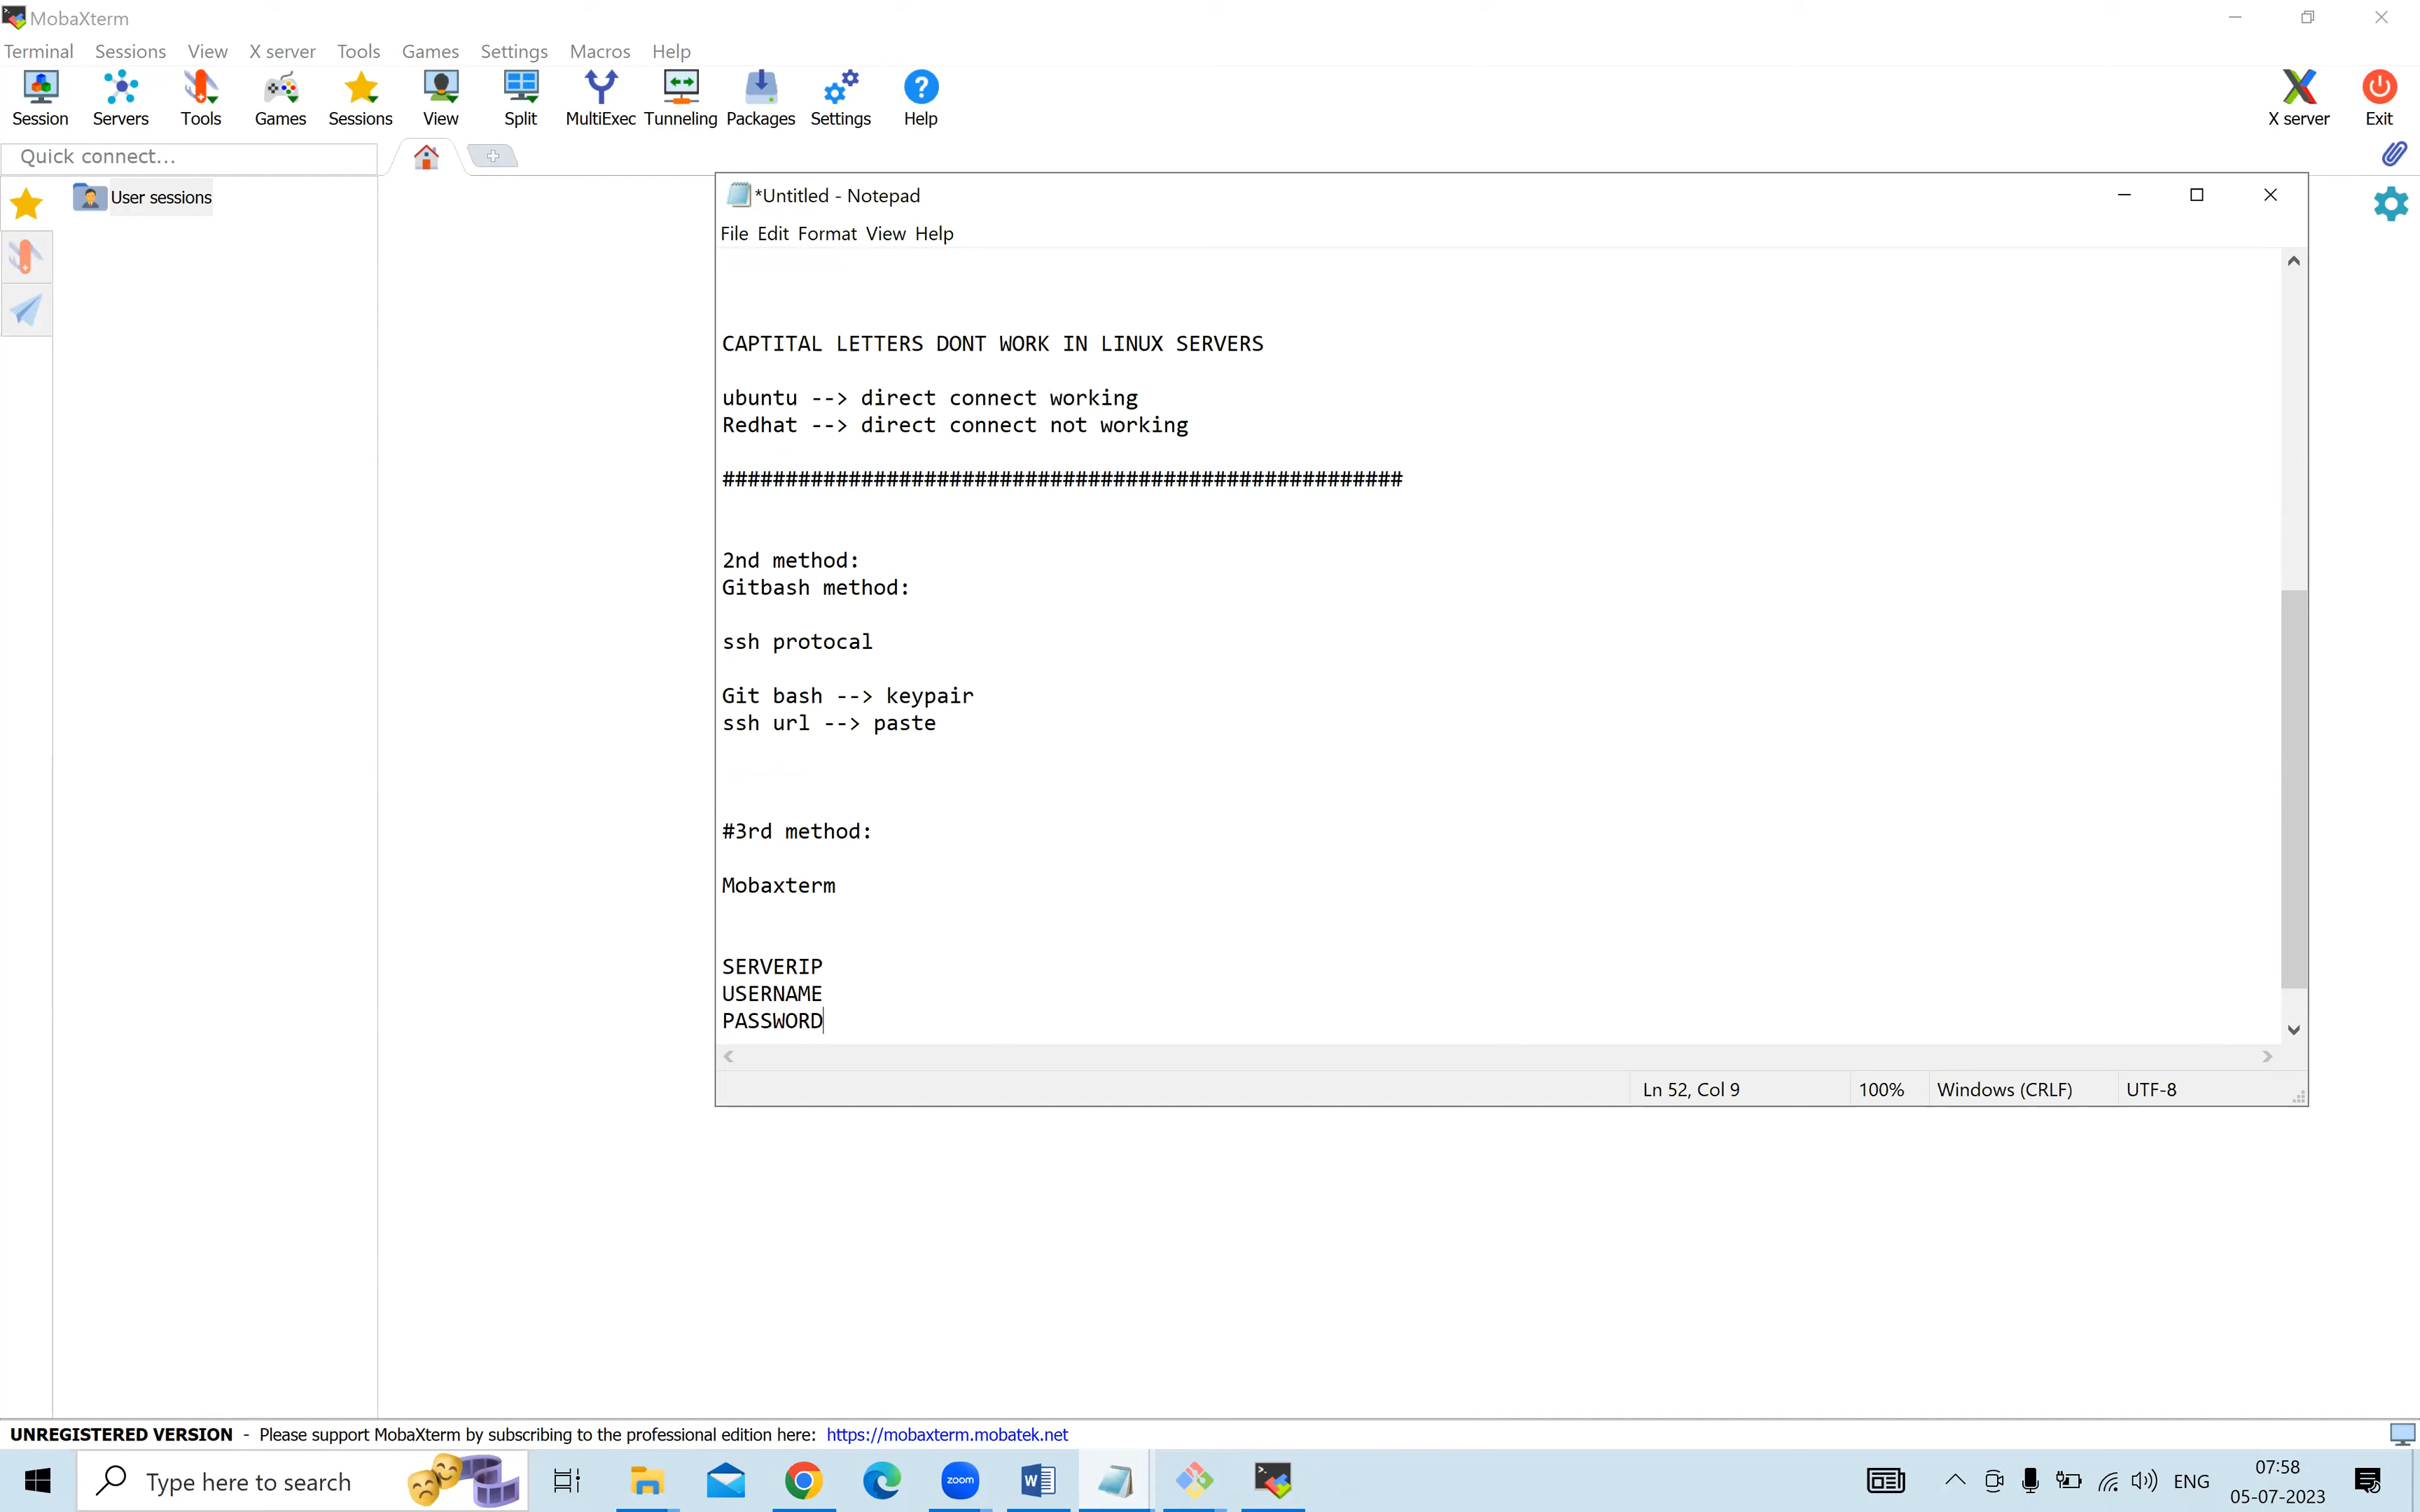 MobaXterm
Terminal Sessions View X server Tools Games Settings Macros Help
Session Servers Tools Games Sessions View Split MultiExec Tunneling Packages Settings Help X server Exit
Quick connect...
User sessions
*Untitled - Notepad
File Edit Format View Help
CAPTITAL LETTERS DONT WORK IN LINUX SERVERS
ubuntu --> direct connect working
Redhat --> direct connect not working
######################################################
2nd method:
Gitbash method:
ssh protocal
Git bash --> keypair
ssh url --> paste
#3rd method:
Mobaxterm
SERVERIP
USERNAME
PASSWORD
Ln 52, Col 9 100% Windows (CRLF) UTF-8
UNREGISTERED VERSION - Please support MobaXterm by subscribing to the professional edition here: https://mobaxterm.mobatek.net
Type here to search
zoom
W
ENG
07:58
05-07-2023